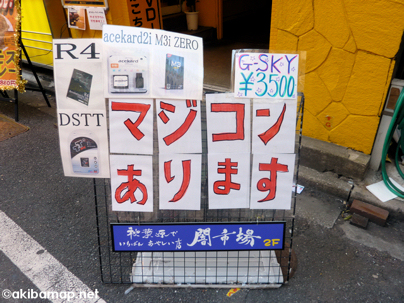 R4
acekard2i M3i ZERO
G-SKY
¥3500
DSTT
マジコン
あります
秋葉原で
いちばんあやしい店
闇市場 2F
©akibamap.net